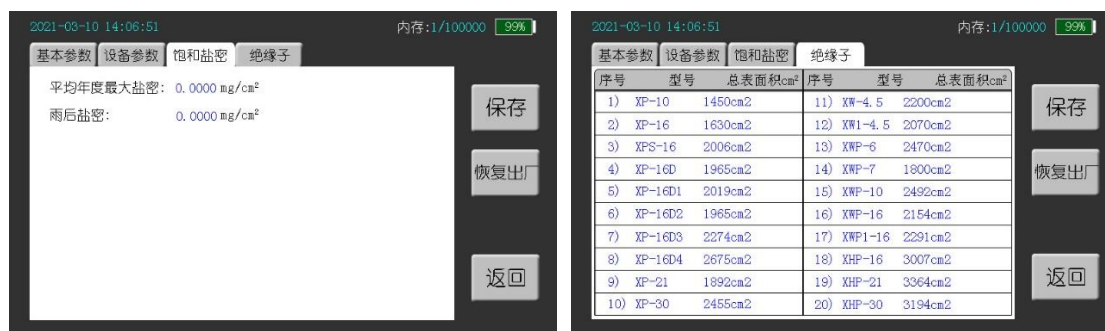 2021-03-10 14:06:51 内存:1/100000 99%
基本参数 设备参数 饱和盐密 绝缘子
平均年度最大盐密: 0.0000 mg/cm²
雨后盐密: 0.0000 mg/cm²
保存
恢复出厂
返回
2021-03-10 14:06:51 内存:1/100000 99%
基本参数 设备参数 饱和盐密 绝缘子
序号 型号 总表面积cm² 序号 型号 总表面积cm²
1) XP-10 1450cm2 11) XW-4.5 2200cm2
2) XP-16 1630cm2 12) XW1-4.5 2070cm2
3) XPS-16 2006cm2 13) XWP-6 2470cm2
4) XP-16D 1965cm2 14) XWP-7 1800cm2
5) XP-16D1 2019cm2 15) XWP-10 2492cm2
6) XP-16D2 1965cm2 16) XWP-16 2154cm2
7) XP-16D3 2274cm2 17) XWP1-16 2291cm2
8) XP-16D4 2675cm2 18) XHP-16 3007cm2
9) XP-21 1892cm2 19) XHP-21 3364cm2
10) XP-30 2455cm2 20) XHP-30 3194cm2
保存
恢复出厂
返回